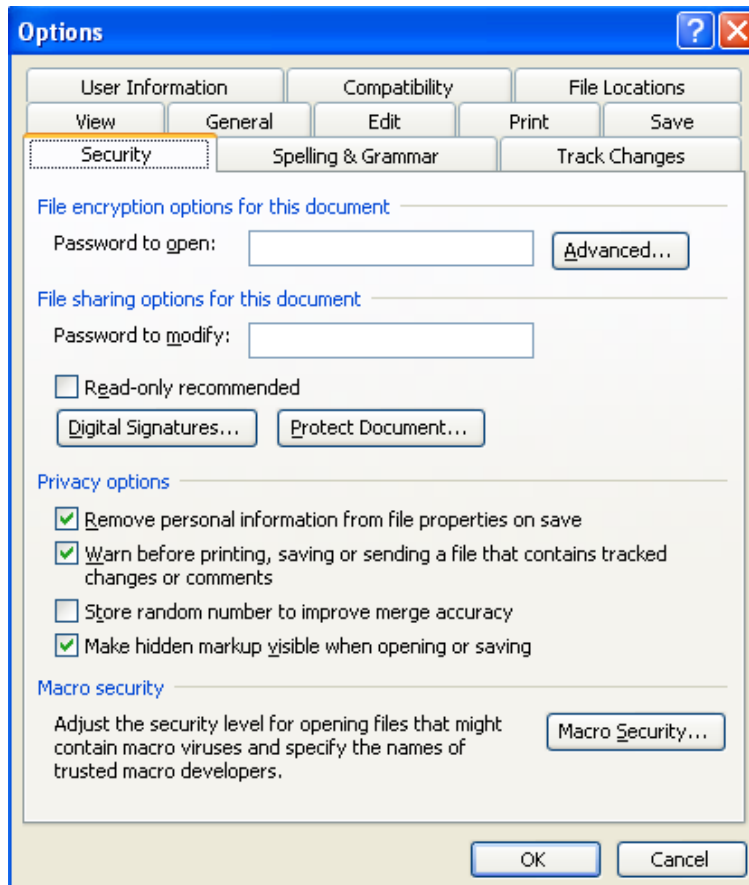 Options
User Information Compatibility File Locations
View General Edit Print Save
Security Spelling & Grammar Track Changes
File encryption options for this document
Password to open: Advanced...
File sharing options for this document
Password to modify:
Read-only recommended
Digital Signatures... Protect Document...
Privacy options
Remove personal information from file properties on save
Warn before printing, saving or sending a file that contains tracked
changes or comments
Store random number to improve merge accuracy
Make hidden markup visible when opening or saving
Macro security
Adjust the security level for opening files that might
contain macro viruses and specify the names of
trusted macro developers.
Macro Security...
OK Cancel